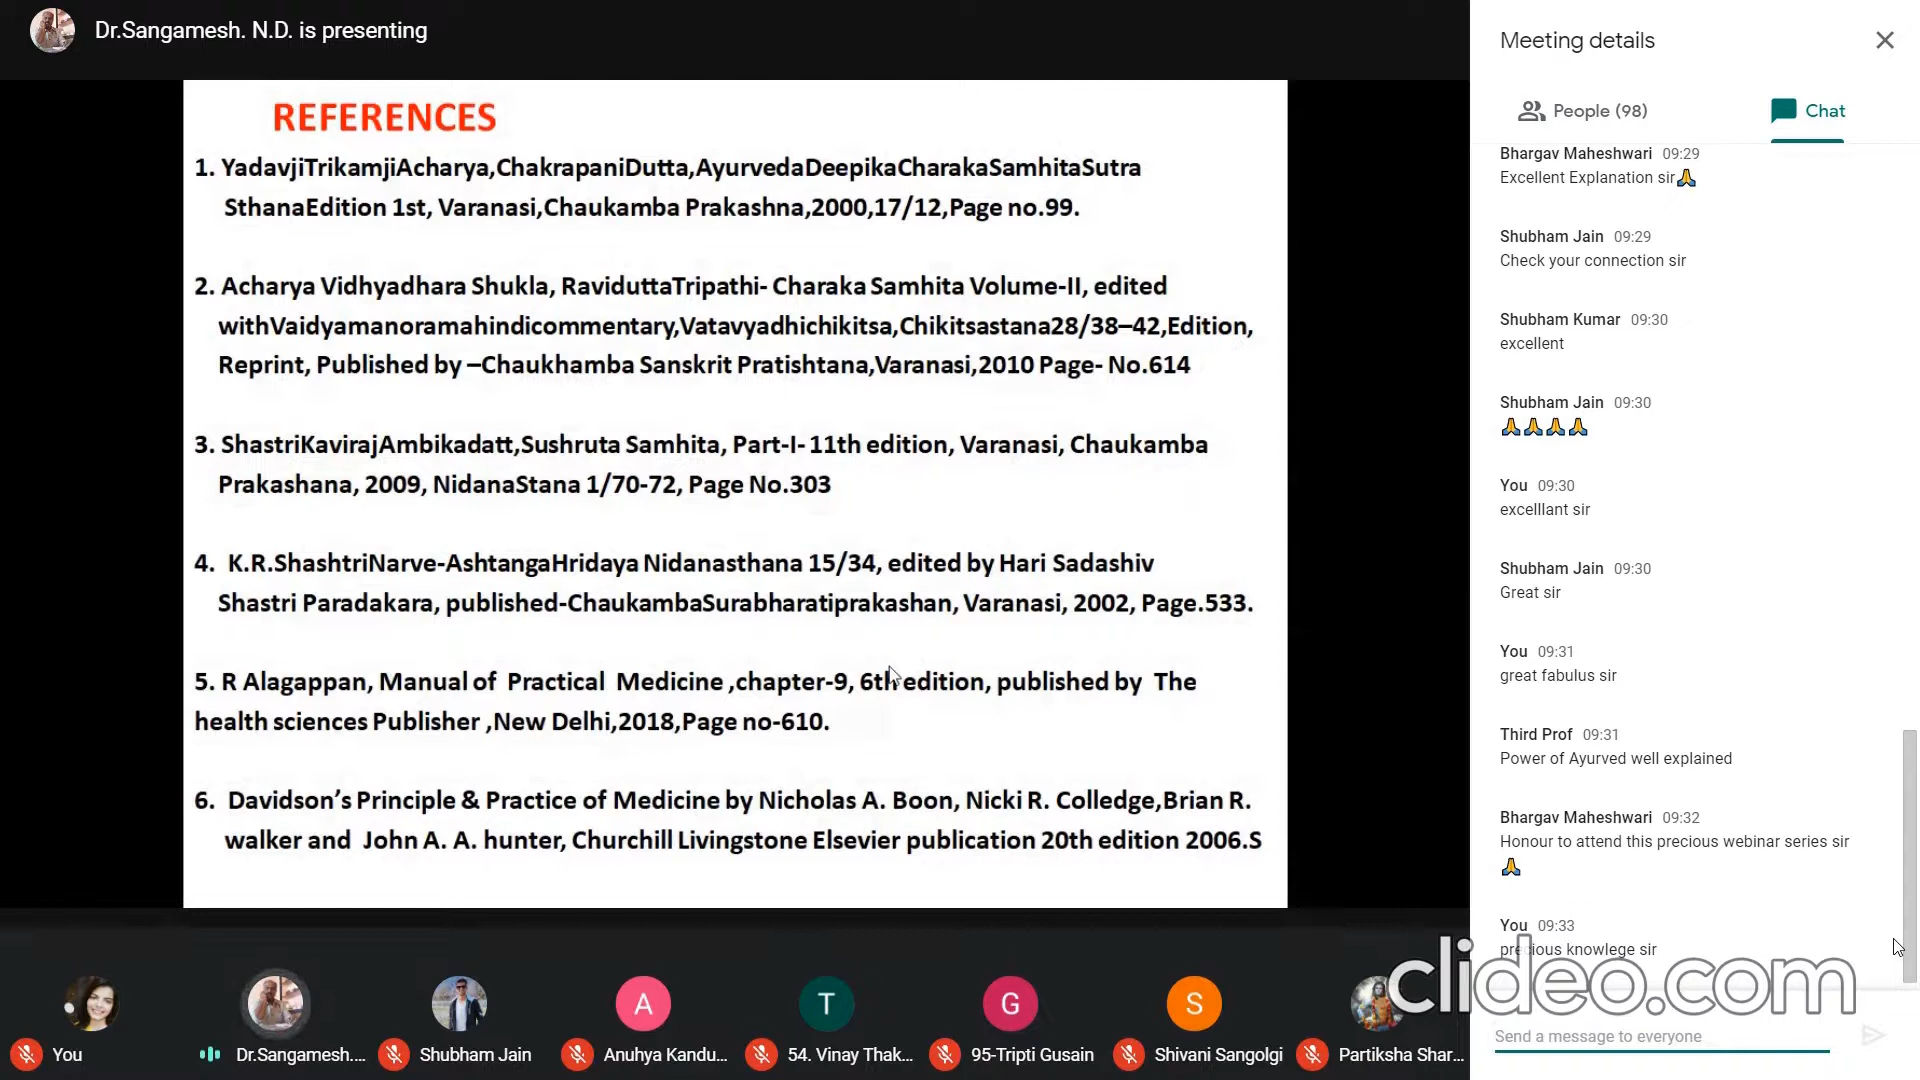 Dr.Sangamesh. N.D. is presenting
REFERENCES
1. YadavjiTrikamjiAcharya,ChakrapaniDutta,AyurvedaDeepikaCharakaSamhitaSutra
SthanaEdition 1st, Varanasi,Chaukamba Prakashna,2000,17/12,Page no.99.
2. Acharya Vidhyadhara Shukla, RaviduttaTripathi- Charaka Samhita Volume-II, edited
withVaidyamanoramahindicommentary,Vatavyadhichikitsa,Chikitsastana28/38–42,Edition,
Reprint, Published by –Chaukhamba Sanskrit Pratishtana,Varanasi,2010 Page- No.614
3. ShastriKavirajAmbikadatt,Sushruta Samhita, Part-I- 11th edition, Varanasi, Chaukamba
Prakashana, 2009, NidanaStana 1/70-72, Page No.303
4. K.R.ShashtriNarve-AshtangaHridaya Nidanasthana 15/34, edited by Hari Sadashiv
Shastri Paradakara, published-ChaukambaSurabharatiprakashan, Varanasi, 2002, Page.533.
5. R Alagappan, Manual of Practical Medicine ,chapter-9, 6th edition, published by The
health sciences Publisher ,New Delhi,2018,Page no-610.
6. Davidson’s Principle & Practice of Medicine by Nicholas A. Boon, Nicki R. Colledge,Brian R.
walker and John A. A. hunter, Churchill Livingstone Elsevier publication 20th edition 2006.S
You
Dr.Sangamesh....
Shubham Jain
A
Anuhya Kandu...
T
54. Vinay Thak...
G
95-Tripti Gusain
S
Shivani Sangolgi
Partiksha Shar...
Meeting details
People (98)
Chat
Bhargav Maheshwari 09:29
Excellent Explanation sir🙏
Shubham Jain 09:29
Check your connection sir
Shubham Kumar 09:30
excellent
Shubham Jain 09:30
🙏🙏🙏🙏
You 09:30
excelllant sir
Shubham Jain 09:30
Great sir
You 09:31
great fabulus sir
Third Prof 09:31
Power of Ayurved well explained
Bhargav Maheshwari 09:32
Honour to attend this precious webinar series sir
🙏
You 09:33
precious knowlege sir
clideo.com
Send a message to everyone